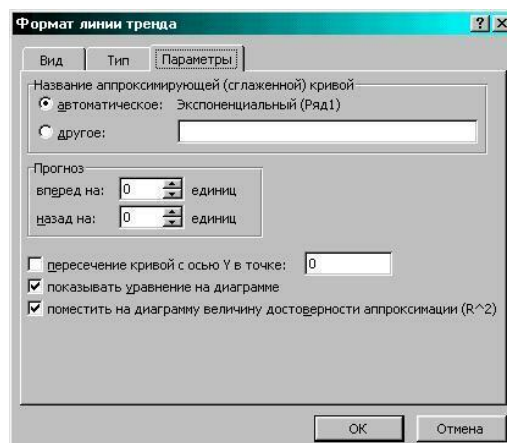 Формат линии тренда
Вид Тип Параметры
Название аппроксимирующей (сглаженной) кривой
автоматическое: Экспоненциальный (Ряд1)
другое:
Прогноз
вперед на: 0 единиц
назад на: 0 единиц
пересечение кривой с осью Y в точке: 0
показывать уравнение на диаграмме
поместить на диаграмму величину достоверности аппроксимации (R^2)
ОК Отмена